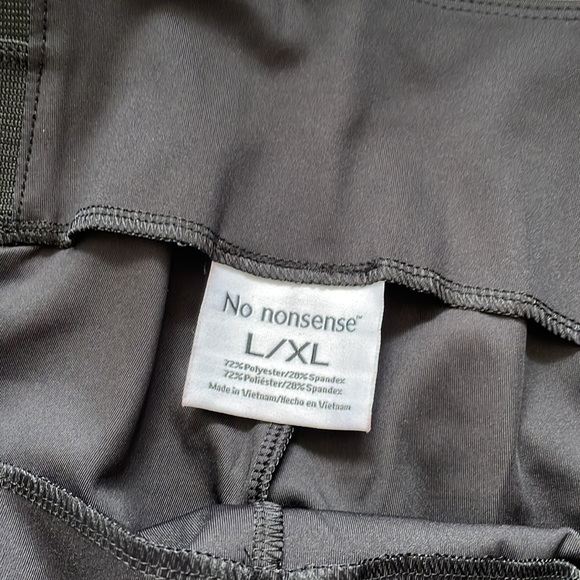 No nonsense™
L/XL
72%Polyester/28%Spandex
72%Poliéster/28%Spandex
Made in Vietnam/Hecho en Vietnam